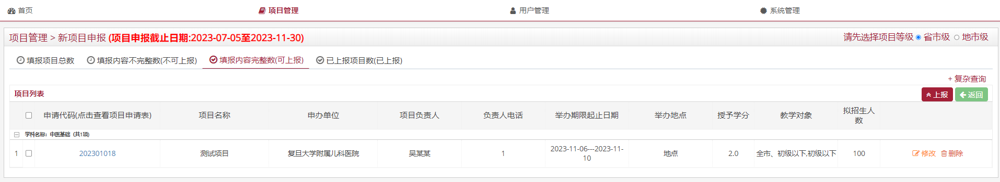 首页 项目管理 用户管理 系统管理
项目管理 > 新项目申报 (项目申报截止日期:2023-07-05至2023-11-30) 请先选择项目等级 省市级 地市级
填报项目总数 填报内容不完整数(不可上报) 填报内容完整数(可上报) 已上报项目数(已上报)
+ 复杂查询
项目列表 上报 返回
申请代码(点击查看项目申请表) 项目名称 申办单位 项目负责人 负责人电话 举办期限起止日期 举办地点 授予学分 教学对象 拟招生人
数
学科名称: 中医基础 (共1项)
1 202301018 测试项目 复旦大学附属儿科医院 吴某某 1 2023-11-06---2023-11-
10 地点 2.0 全市、初级以下,初级以下 100 修改 删除